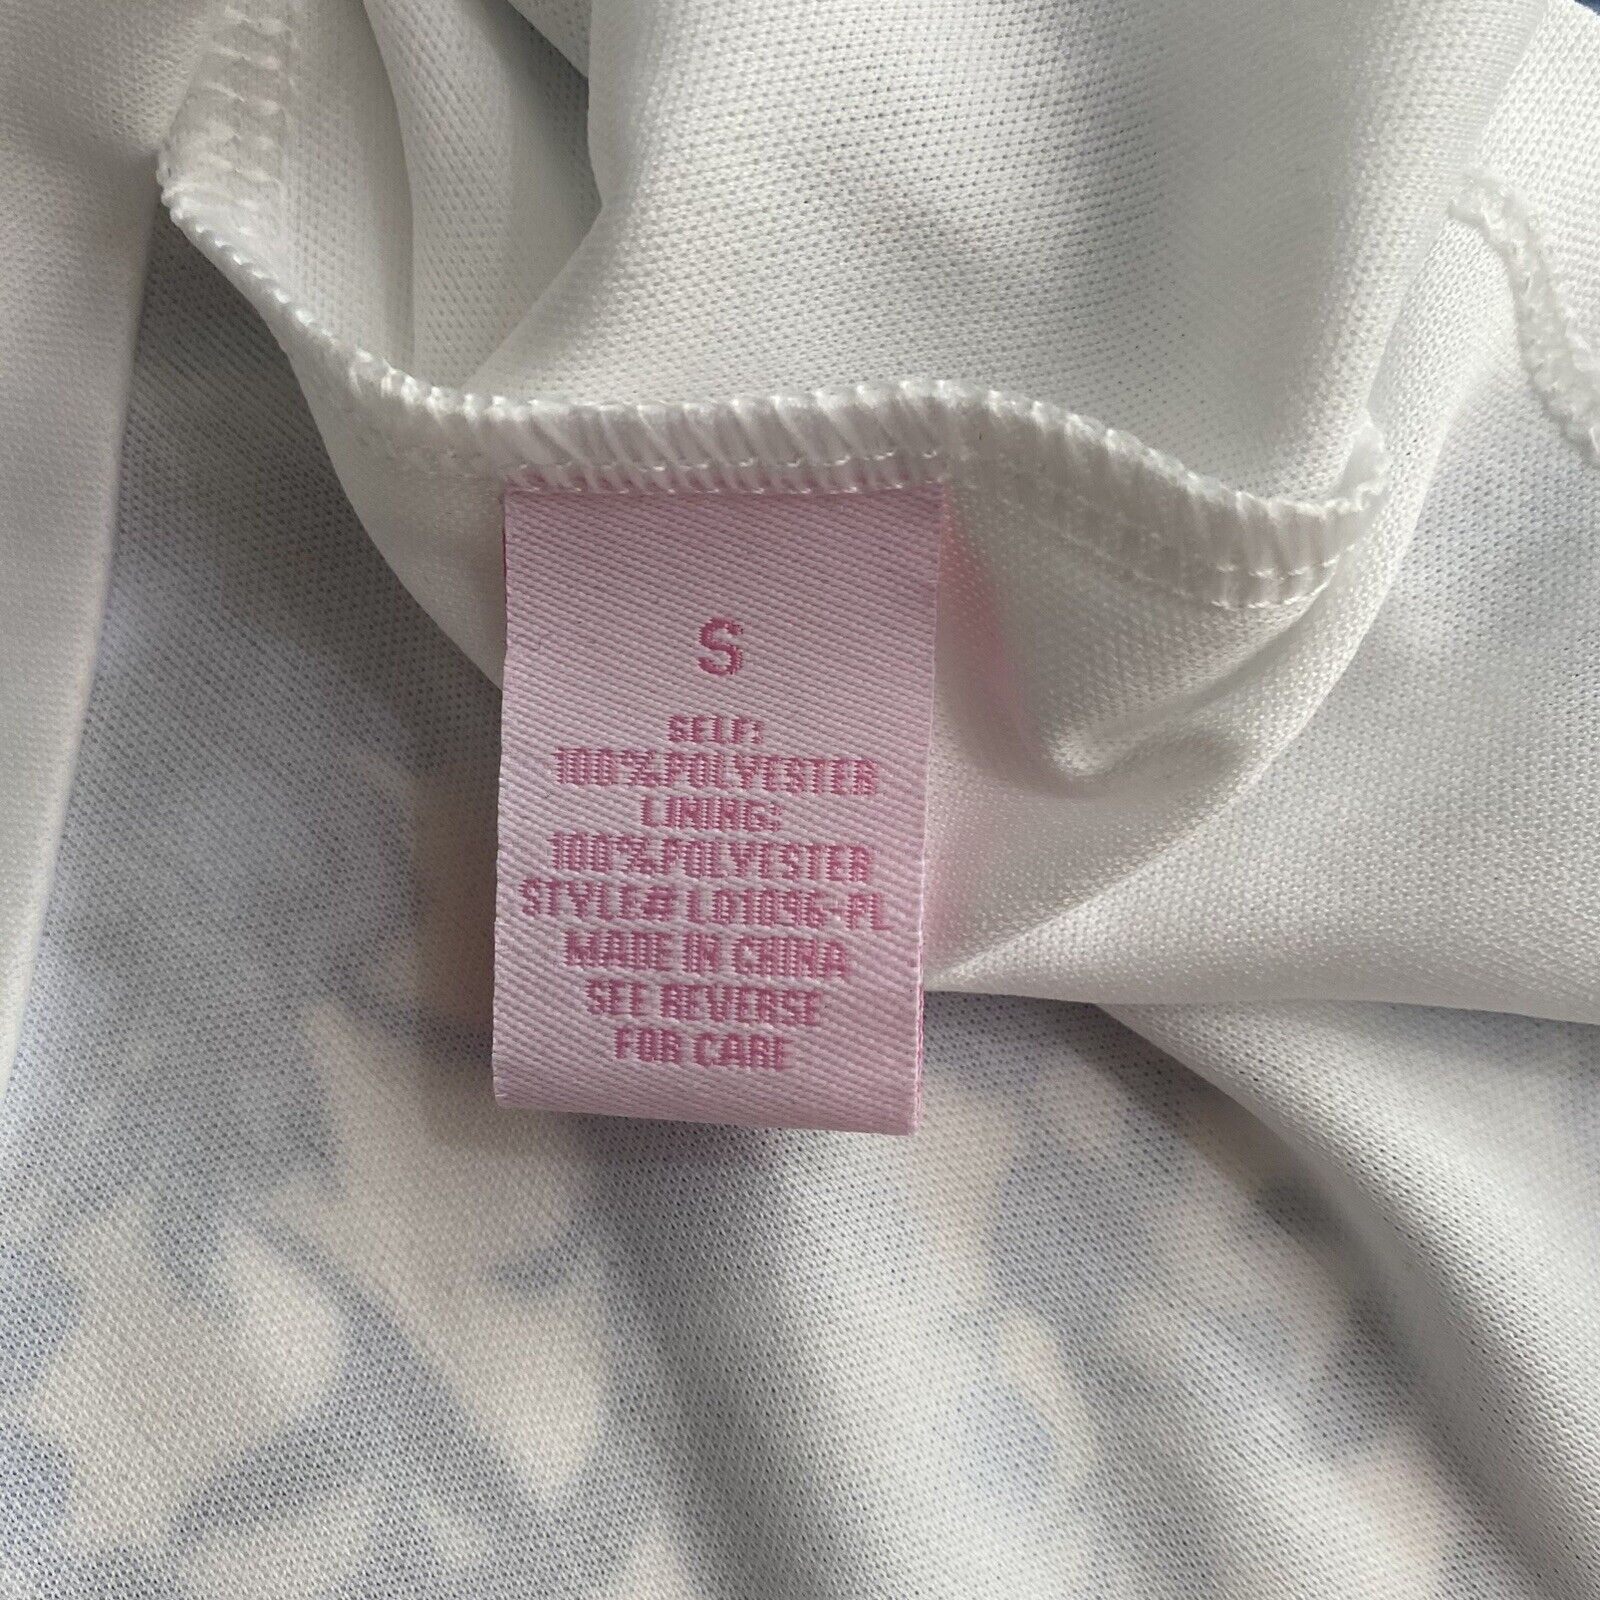 S
SELF:
100%POLYESTER
LINING:
100%POLYESTER
STYLE# LD1096-PL
MADE IN CHINA
SEE REVERSE
FOR CARE